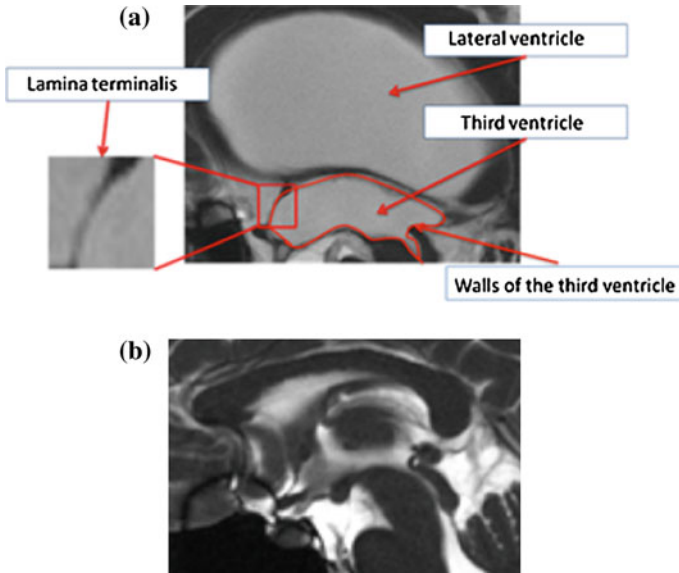 (a)
Lateral ventricle
Lamina terminalis
Third ventricle
Walls of the third ventricle
(b)